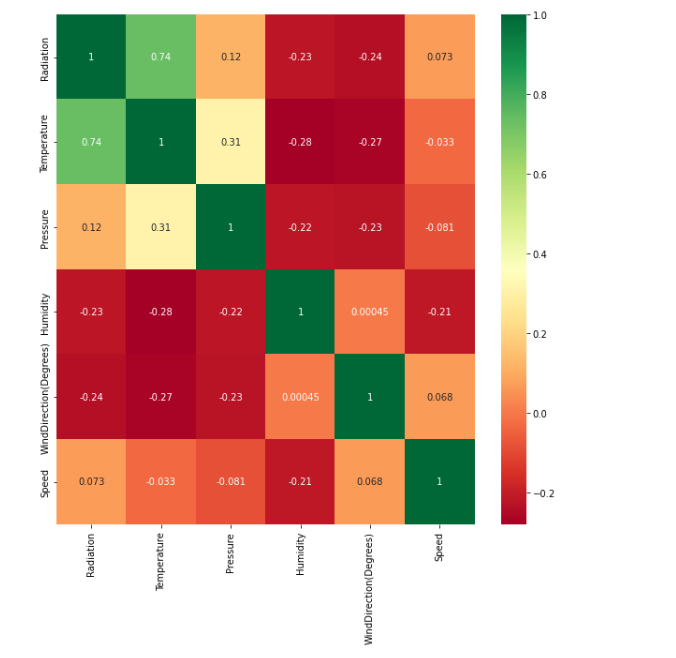 Radiation 1 0.74 0.12 -0.23 -0.24 0.073
Temperature 0.74 1 0.31 -0.28 -0.27 -0.033
Pressure 0.12 0.31 1 -0.22 -0.23 -0.081
Humidity -0.23 -0.28 -0.22 1 0.00045 -0.21
WindDirection(Degrees) -0.24 -0.27 -0.23 0.00045 1 0.068
Speed 0.073 -0.033 -0.081 -0.21 0.068 1
Radiation Temperature Pressure Humidity WindDirection(Degrees) Speed
1.0
0.8
0.6
0.4
0.2
0.0
−0.2